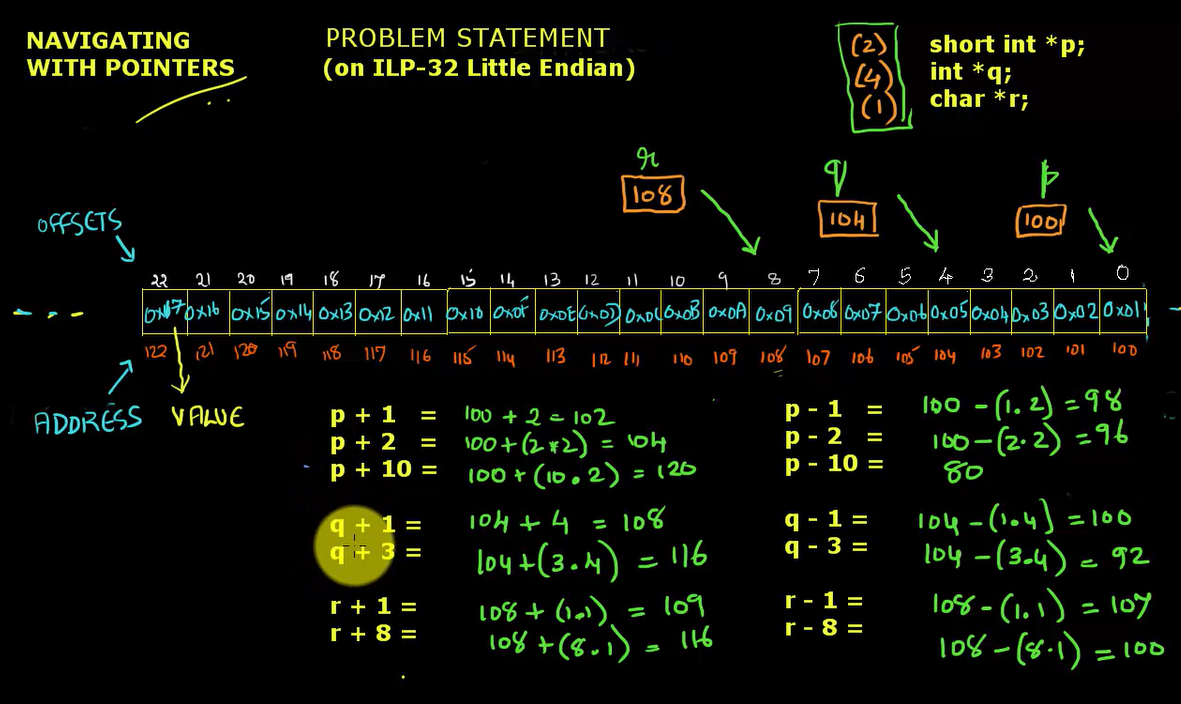 NAVIGATING
WITH POINTERS
PROBLEM STATEMENT
(on ILP-32 Little Endian)
(2) short int *p;
(4) int *q;
(1) char *r;
r q p
108 104 100
OFFSETS
22 21 20 19 18 17 16 15 14 13 12 11 10 9 8 7 6 5 4 3 2 1 0
0x17 0x16 0x15 0x14 0x13 0x12 0x11 0x10 0x0F 0x0E 0x0D 0x0C 0x0B 0x0A 0x09 0x08 0x07 0x06 0x05 0x04 0x03 0x02 0x01
122 121 120 119 118 117 116 115 114 113 112 111 110 109 108 107 106 105 104 103 102 101 100
ADDRESS VALUE
p + 1 = 100 + 2 = 102
p + 2 = 100+(2*2) = 104
p + 10 = 100+(10.2) = 120
q + 1 = 104 + 4 = 108
q + 3 = 104+(3.4) = 116
r + 1 = 108 + (1.1) = 109
r + 8 = 108 +(8.1) = 116
p - 1 = 100 -(1.2) = 98
p - 2 = 100-(2.2) = 96
p - 10 = 80
q - 1 = 104 -(1.4] = 100
q - 3 = 104 -(3.4) = 92
r - 1 = 108 -(1.1) = 107
r - 8 = 108 -(8.1) = 100